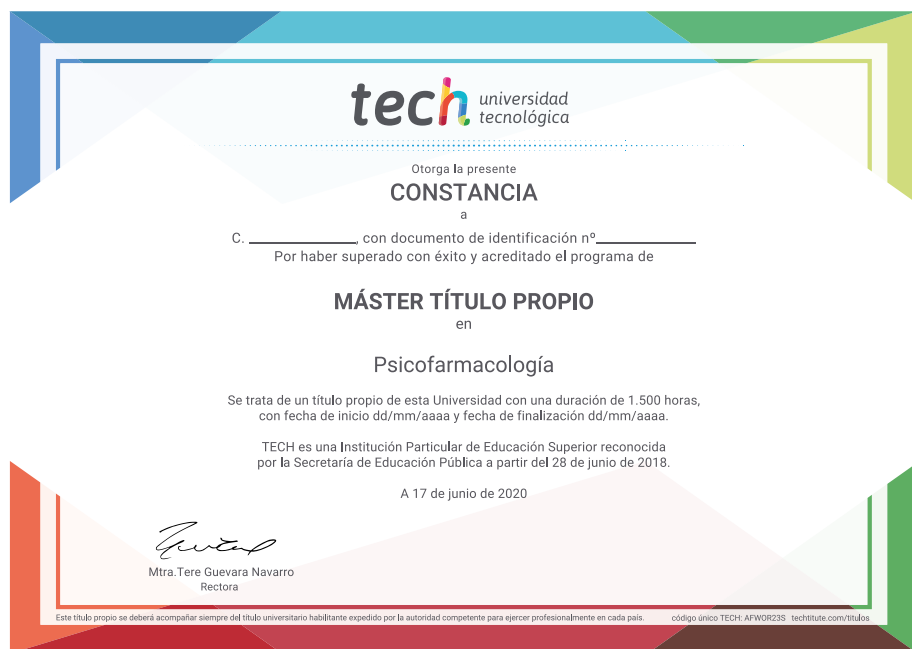 tech universidad
tecnológica
Otorga la presente
CONSTANCIA
a
C. ____________, con documento de identificación nº____________
Por haber superado con éxito y acreditado el programa de
MÁSTER TÍTULO PROPIO
en
Psicofarmacología
Se trata de un título propio de esta Universidad con una duración de 1.500 horas,
con fecha de inicio dd/mm/aaaa y fecha de finalización dd/mm/aaaa.
TECH es una Institución Particular de Educación Superior reconocida
por la Secretaría de Educación Pública a partir del 28 de junio de 2018.
A 17 de junio de 2020
Mtra.Tere Guevara Navarro
Rectora
Este título propio se deberá acompañar siempre del título universitario habilitante expedido por la autoridad competente para ejercer profesionalmente en cada país. código único TECH: AFWOR23S techtitute.com/titulos